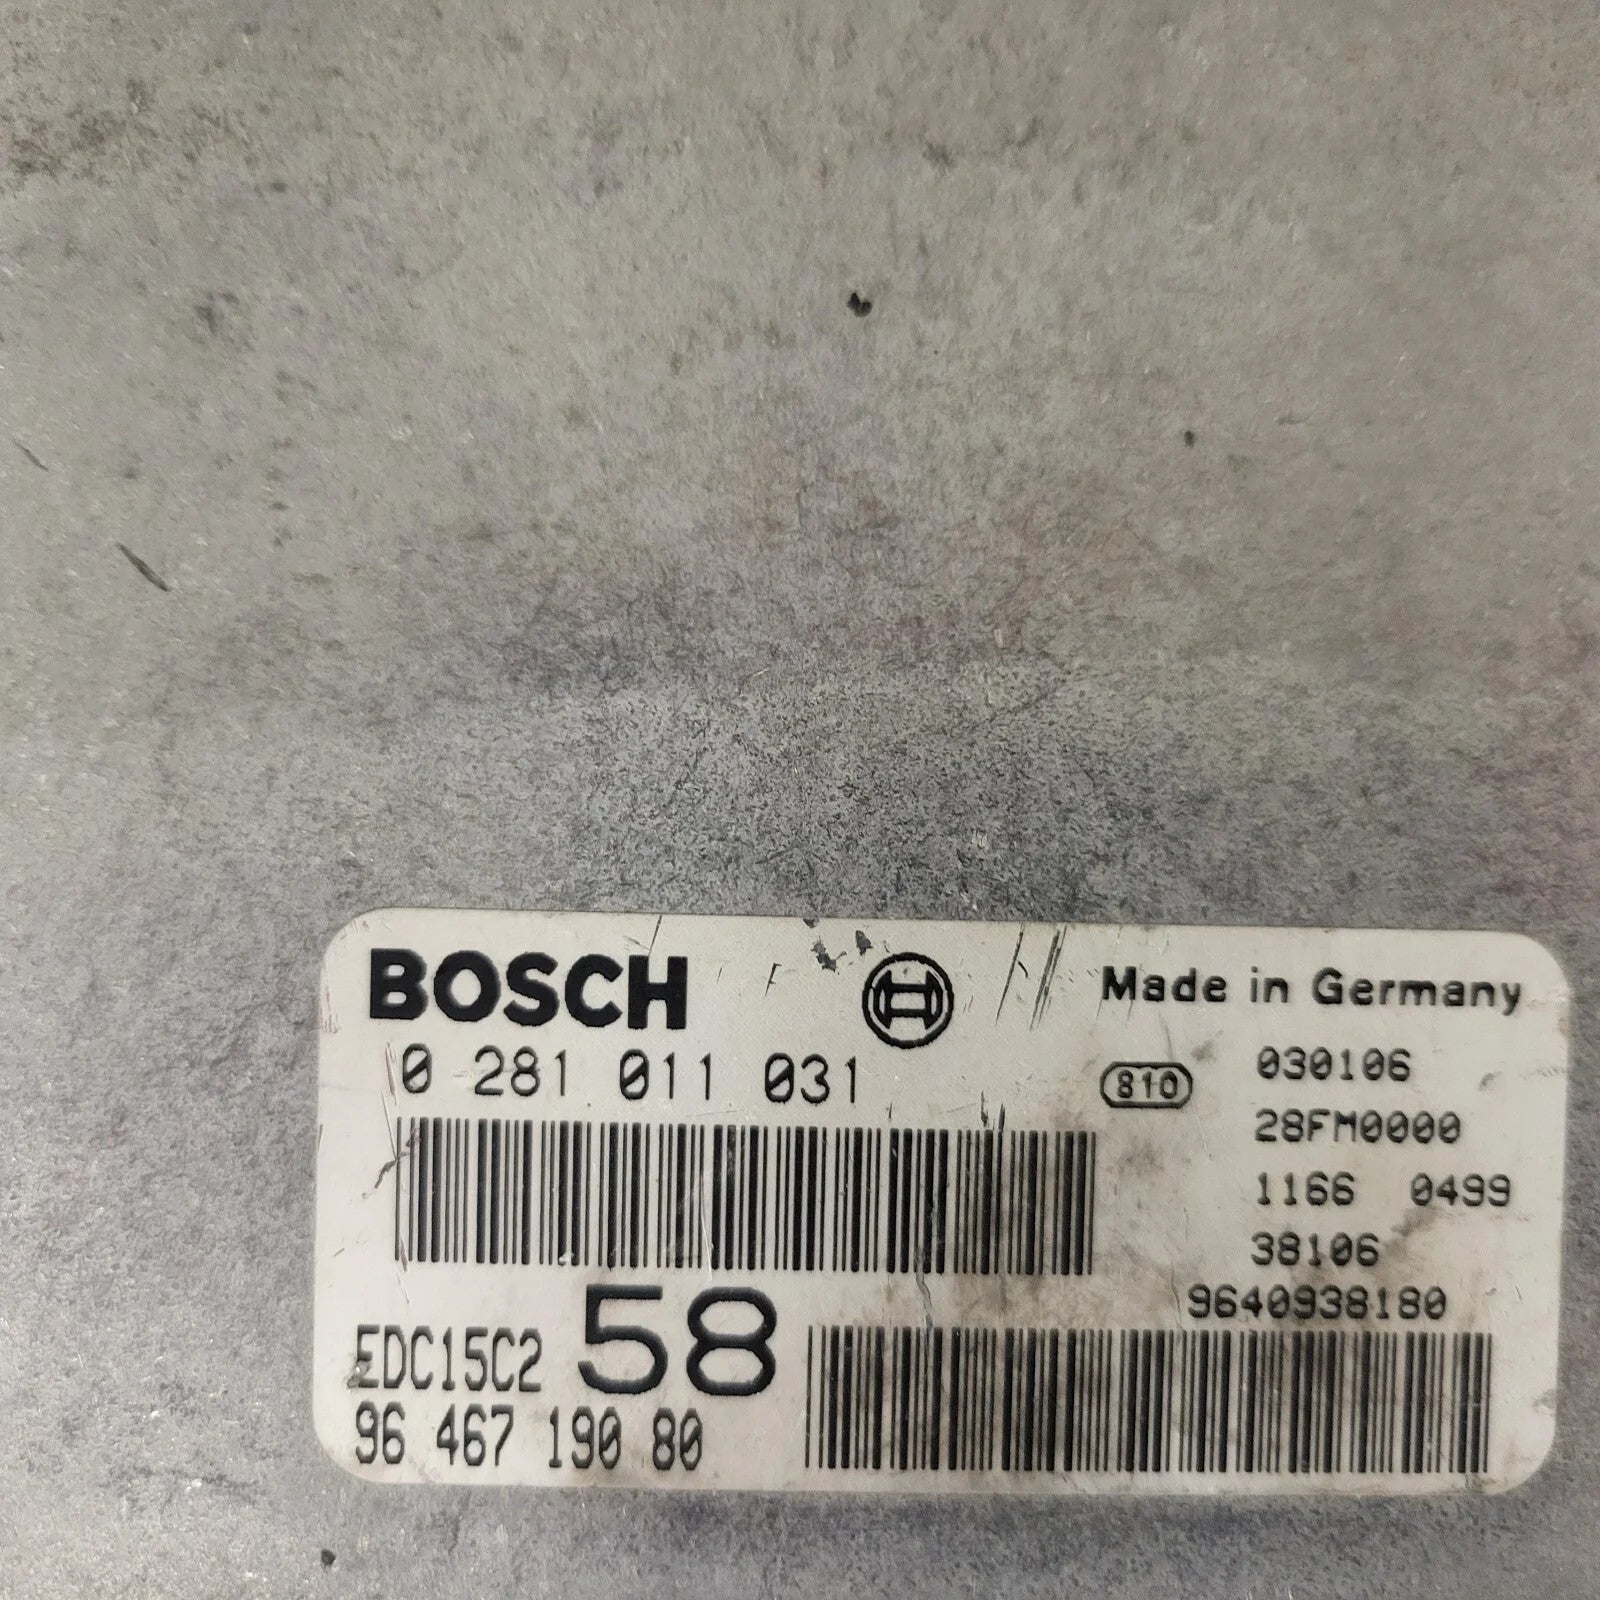 BOSCH
Made in Germany
0 281 011 031
810
030106
28FM0000
1166 0499
38106
9640938180
EDC15C2 58
96 467 190 80